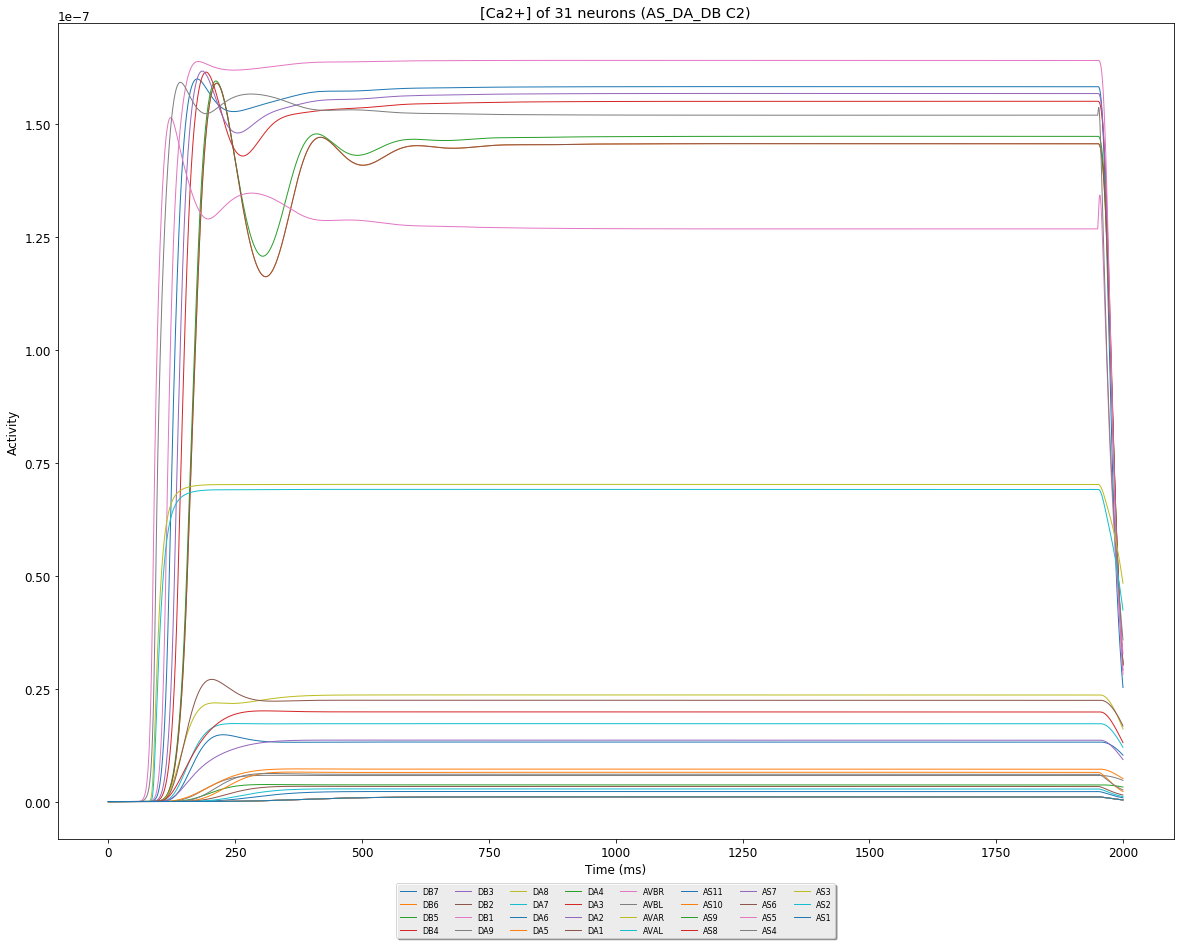 [Ca2+] of 31 neurons (AS_DA_DB C2)
1e−7
1.50
1.25
1.00
0.75
0.50
0.25
0.00
Activity
0 250 500 750 1000 1250 1500 1750 2000
Time (ms)
DB7 DB3 DA8 DA4 AVBR AS11 AS7 AS3
DB6 DB2 DA7 DA3 AVBL AS10 AS6 AS2
DB5 DB1 DA6 DA2 AVAR AS9 AS5 AS1
DB4 DA9 DA5 DA1 AVAL AS8 AS4